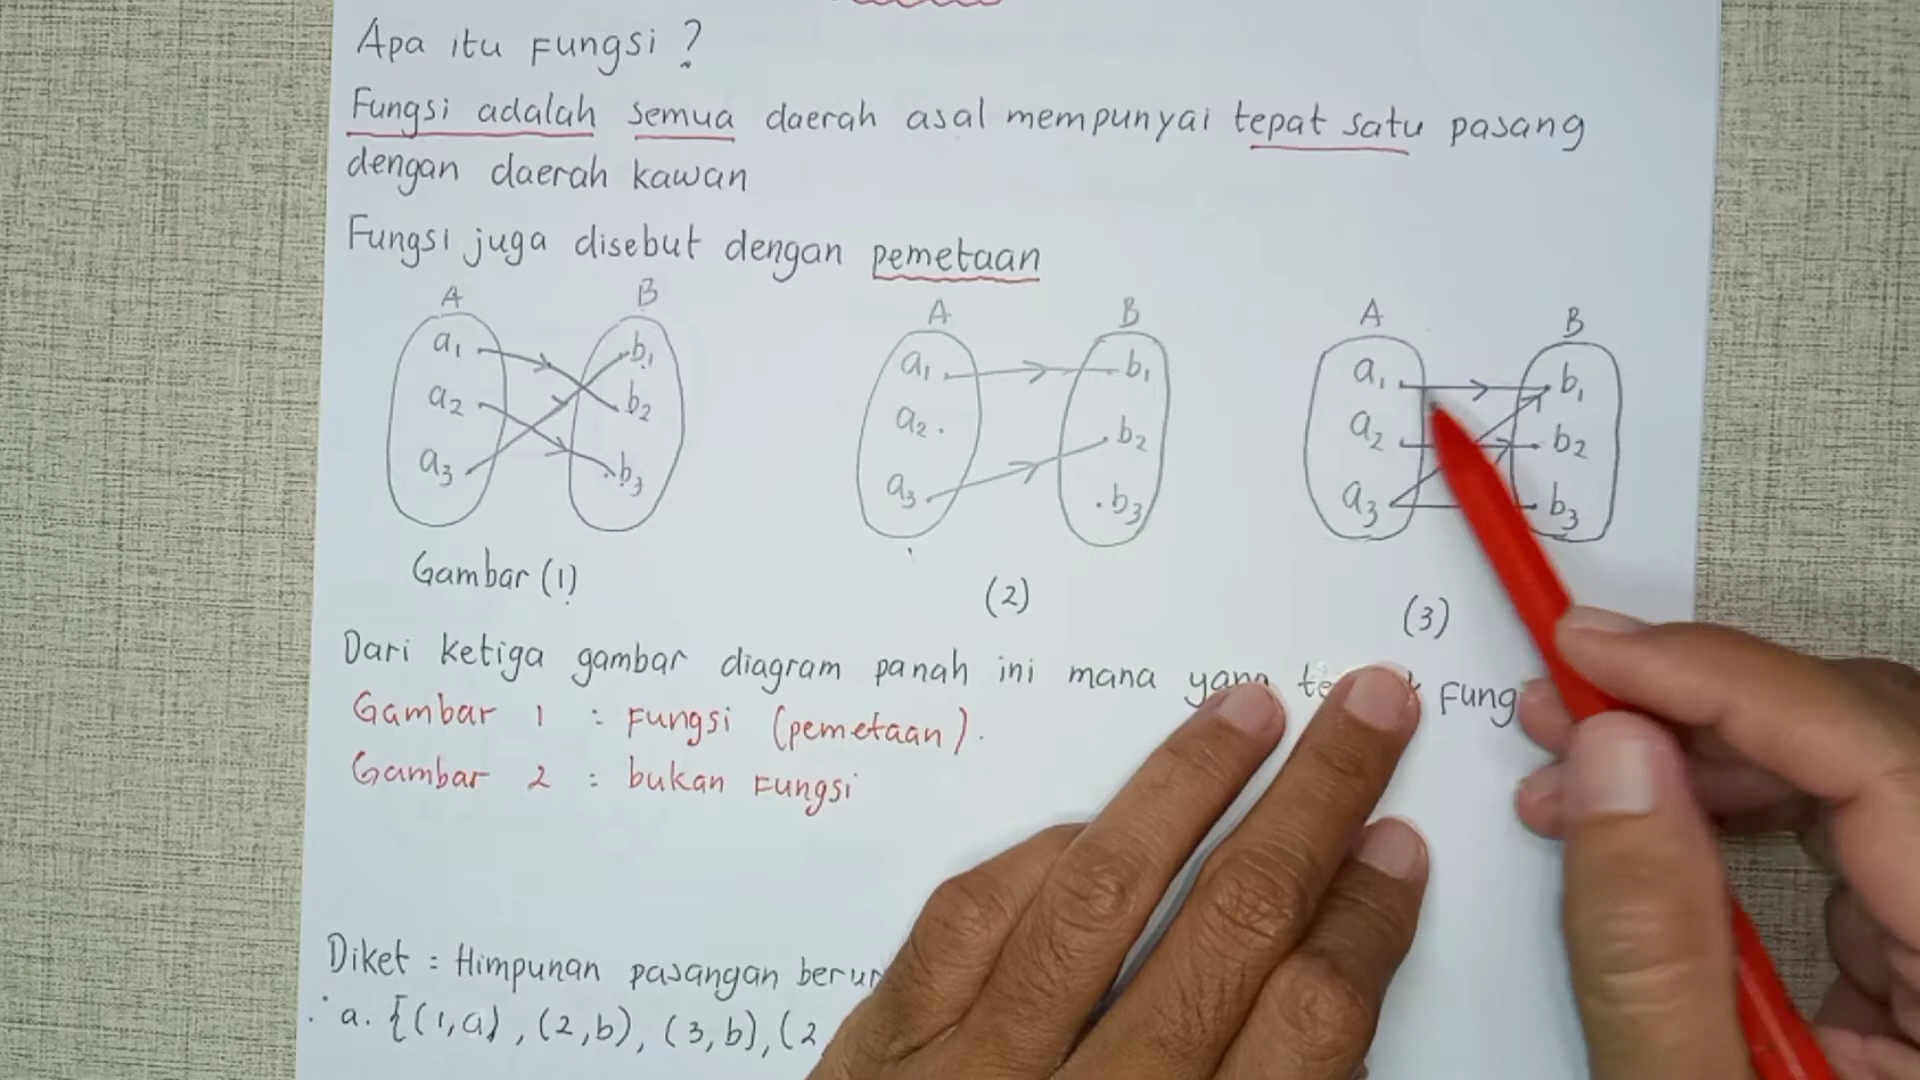 Apa itu Fungsi ?
Fungsi adalah semua daerah asal mempunyai tepat satu pasang
dengan daerah kawan
Fungsi juga disebut dengan pemetaan
A B
a1 b1
a2 b2
a3 b3
Gambar (1)
A B
a1 b1
a2 b2
a3 b3
(2)
A B
a1 b1
a2 b2
a3 b3
(3)
Dari ketiga gambar diagram panah ini mana yang
Gambar 1 : Fungsi (pemetaan).
Gambar 2 : bukan Fungsi
Diket : Himpunan pasangan
a. {(1,a), (2,b), (3,b), (2,